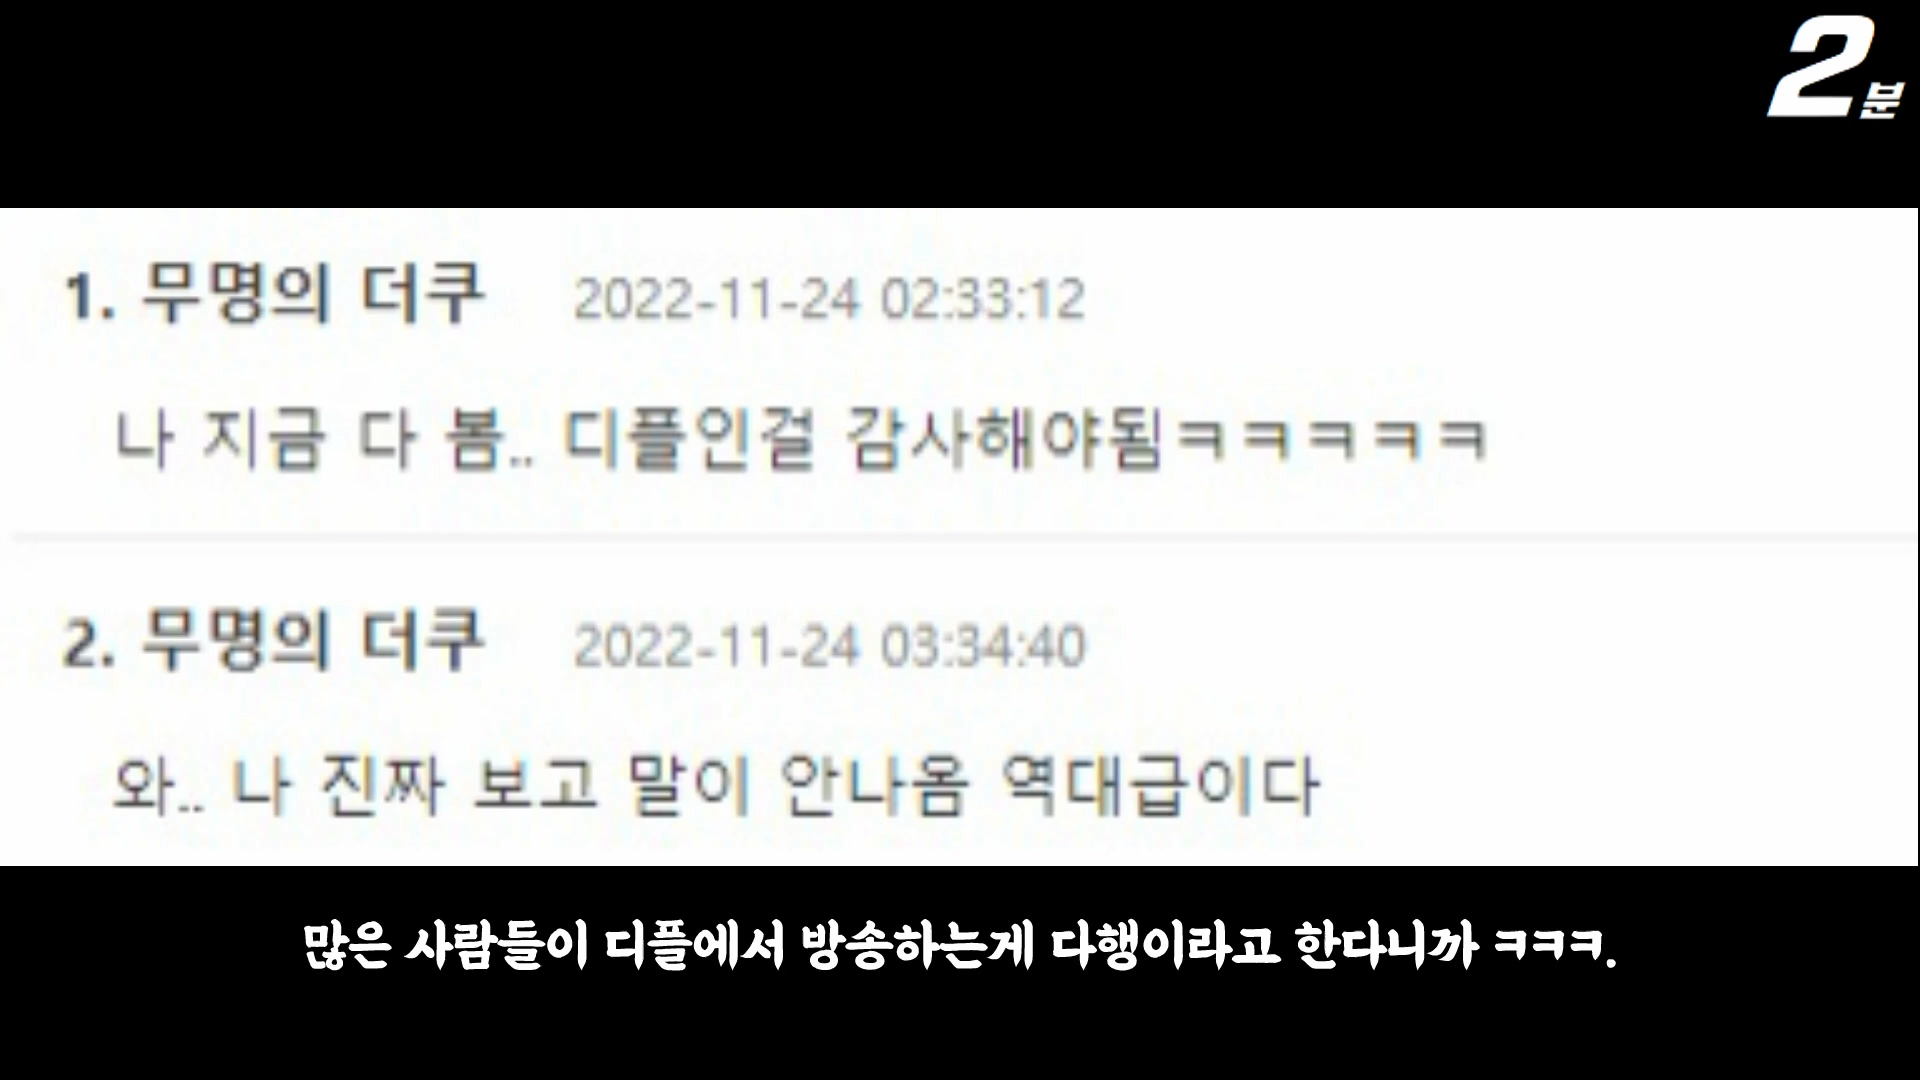 2분
1. 무명의 더쿠 2022-11-24 02:33:12
나 지금 다 봄.. 디플인걸 감사해야됨ㅋㅋㅋㅋㅋ
2. 무명의 더쿠 2022-11-24 03:34:40
와.. 나 진짜 보고 말이 안나옴 역대급이다
많은 사람들이 디플에서 방송하는게 다행이라고 한다니까 ㅋㅋㅋ.